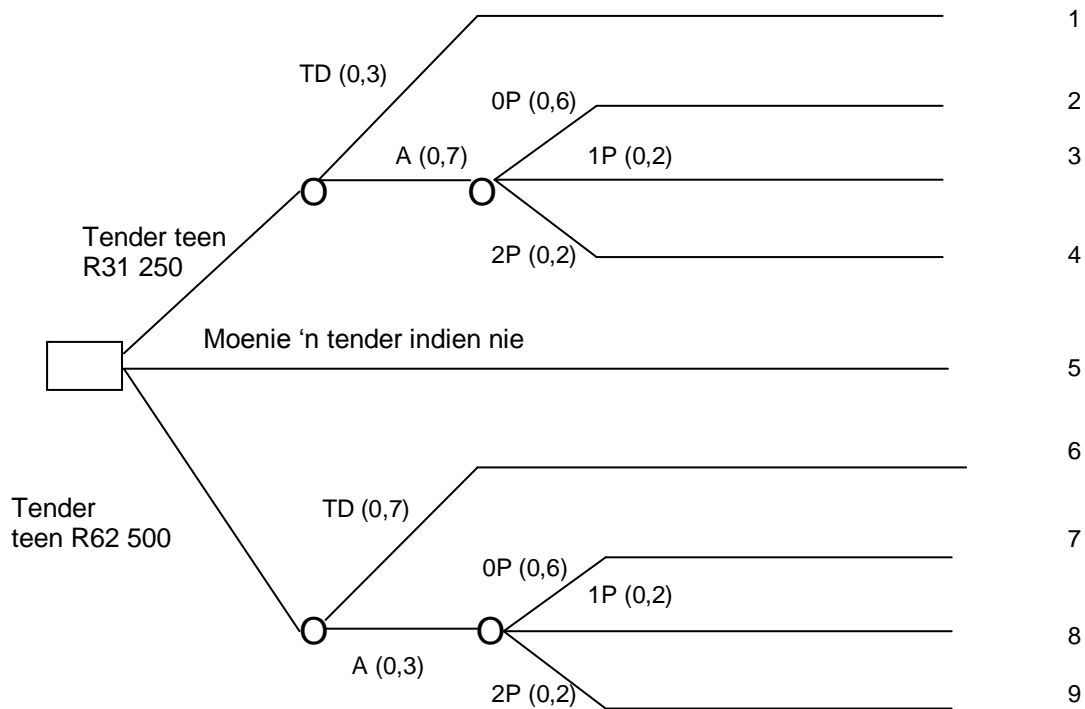 1
TD (0,3)
0P (0,6)
2
A (0,7)
1P (0,2)
3
O
O
Tender teen
R31 250
2P (0,2)
4
Moenie ‘n tender indien nie
5
6
Tender
teen R62 500
TD (0,7)
7
0P (0,6)
1P (0,2)
O
O
8
A (0,3)
2P (0,2)
9